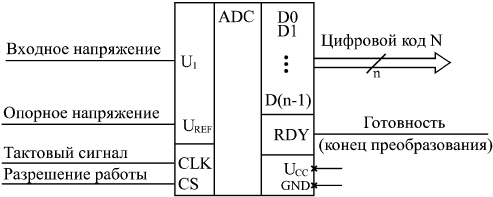 ADC
D0
D1
Входное напряжение
U1
Цифровой код N
n
D(n-1)
Опорное напряжение
UREF
RDY
Готовность
(конец преобразования)
Тактовый сигнал
CLK
UCC
Разрешение работы
CS
GND